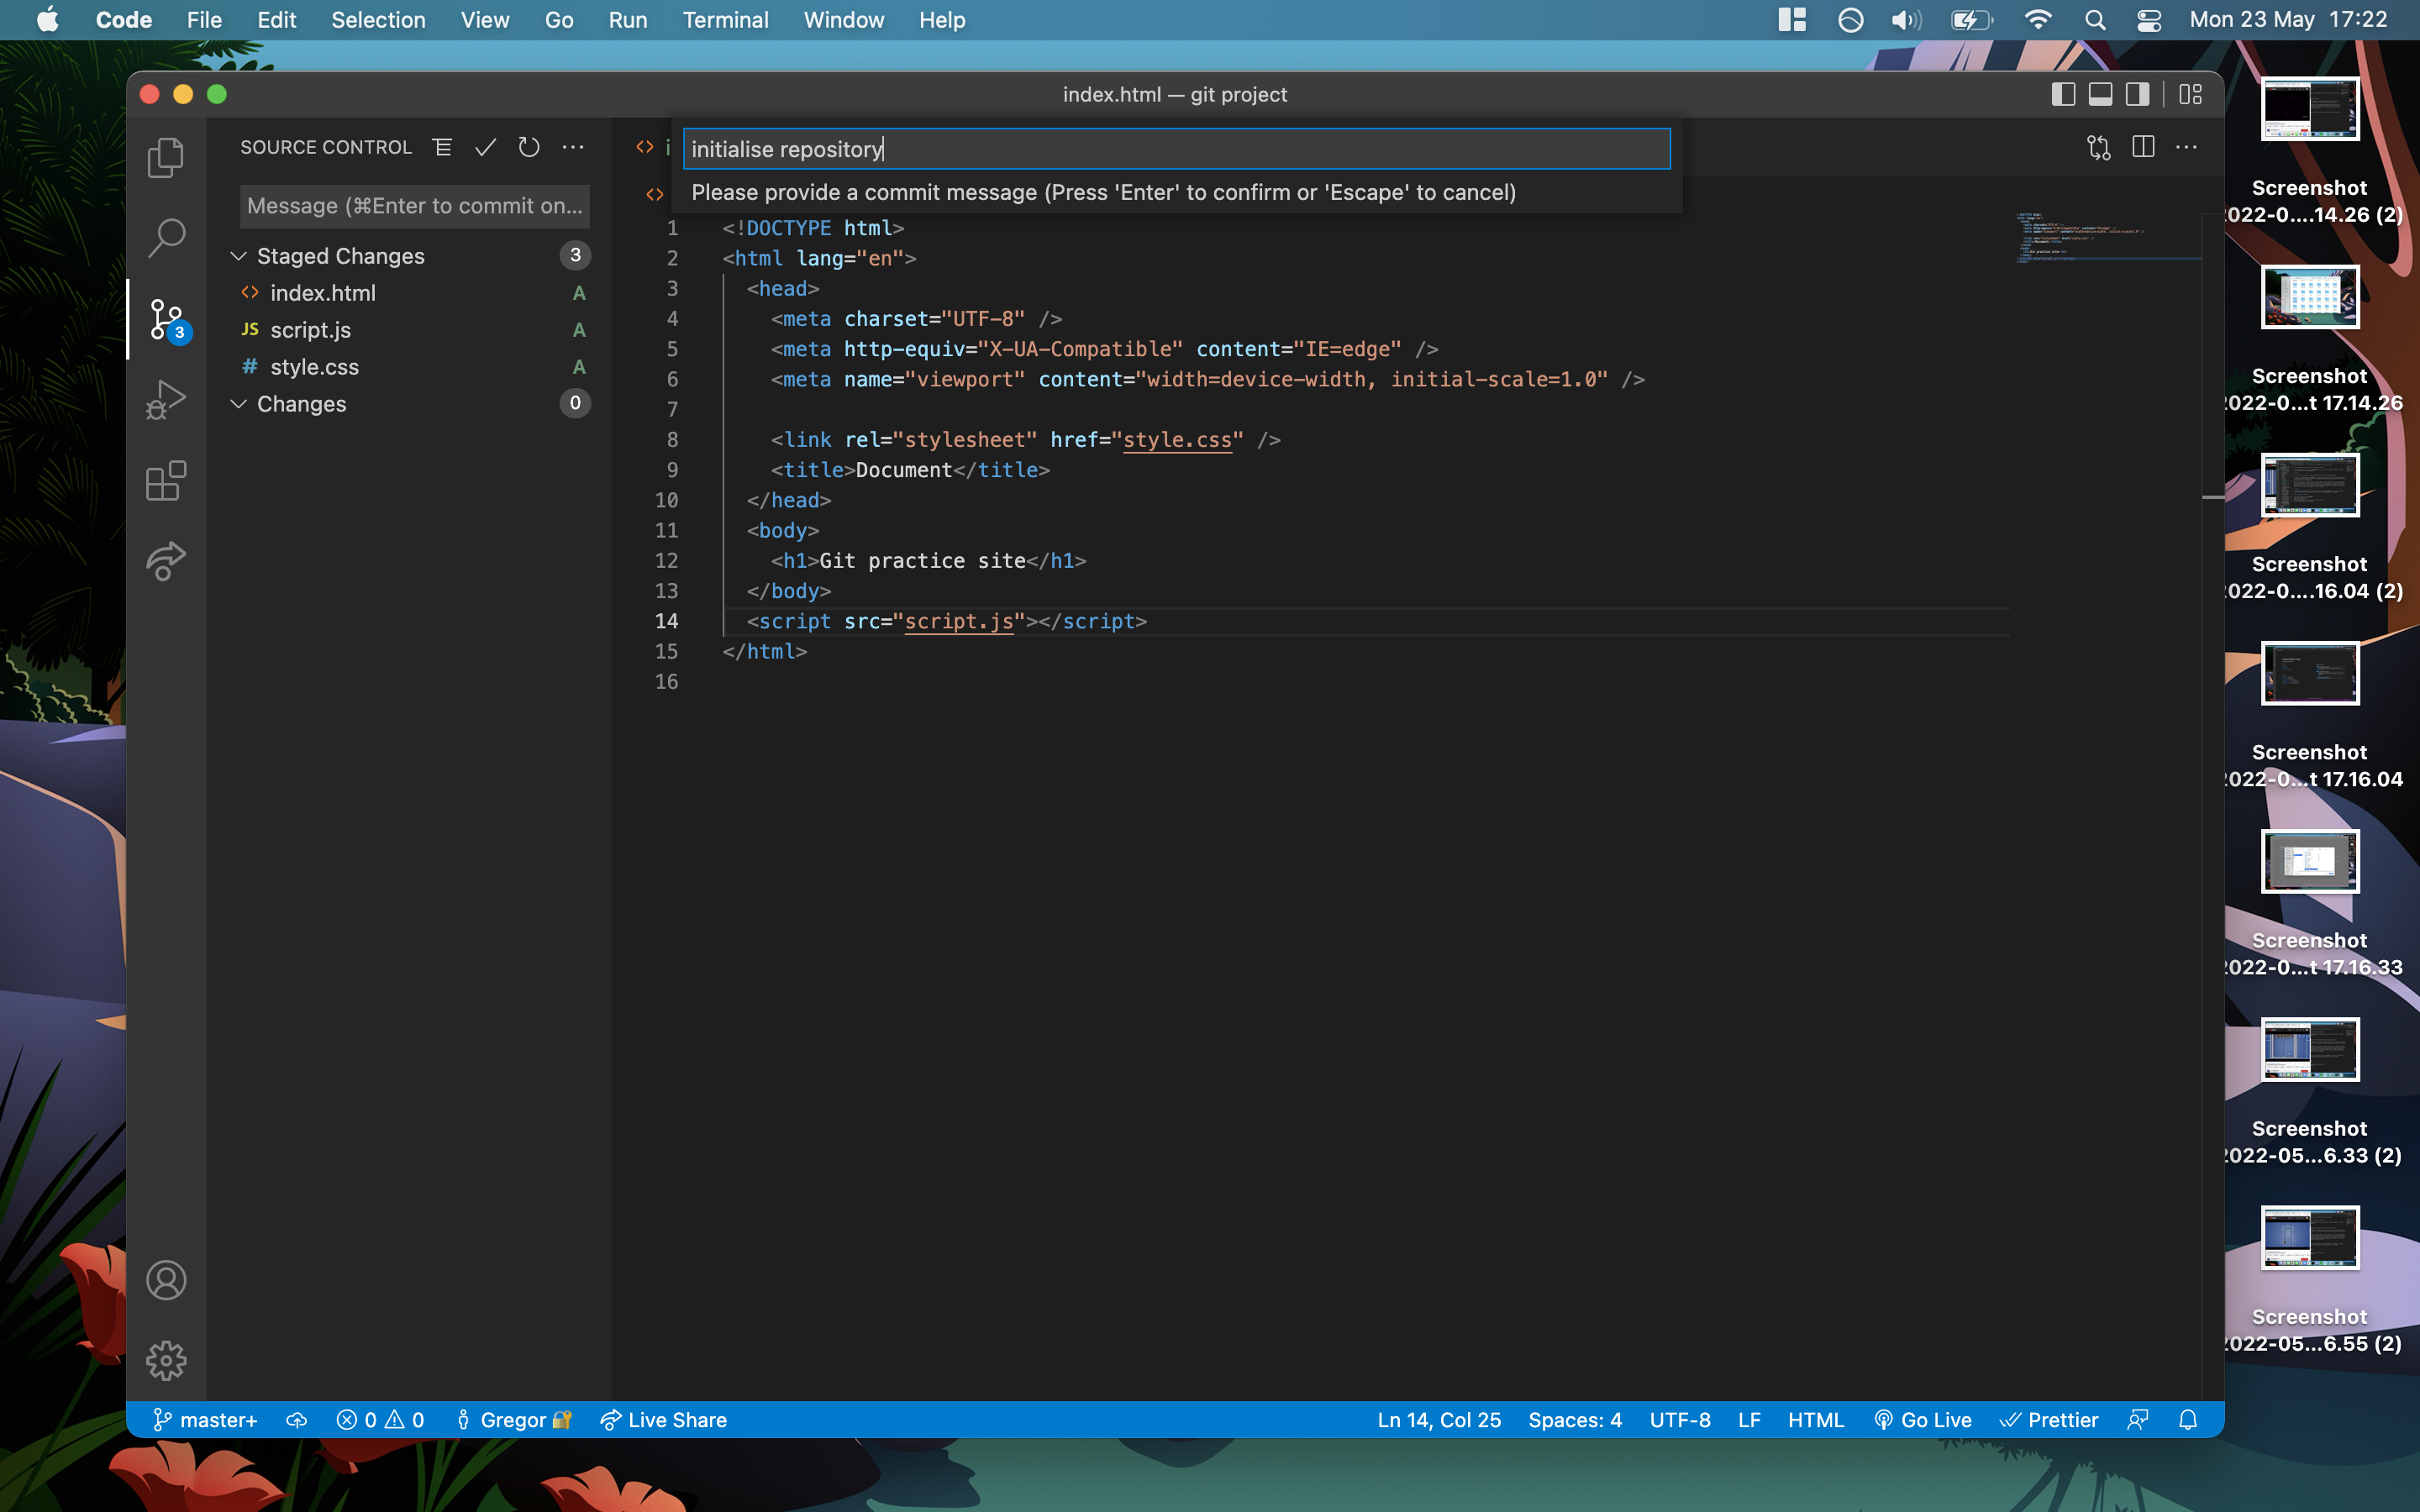 Code File Edit Selection View Go Run Terminal Window Help Mon 23 May 17:22
index.html — git project
SOURCE CONTROL
initialise repository
Please provide a commit message (Press 'Enter' to confirm or 'Escape' to cancel)
Message (⌘Enter to commit on...
Staged Changes 3
index.html A
JS script.js A
# style.css A
Changes 0
3
1 <!DOCTYPE html>
2 <html lang="en">
3 <head>
4 <meta charset="UTF-8" />
5 <meta http-equiv="X-UA-Compatible" content="IE=edge" />
6 <meta name="viewport" content="width=device-width, initial-scale=1.0" />
7
8 <link rel="stylesheet" href="style.css" />
9 <title>Document</title>
10 </head>
11 <body>
12 <h1>Git practice site</h1>
13 </body>
14 <script src="script.js"></script>
15 </html>
16
master+ 0 0 Gregor Live Share Ln 14, Col 25 Spaces: 4 UTF-8 LF HTML Go Live Prettier
Screenshot
2022-0....14.26 (2)
Screenshot
2022-0...t 17.14.26
Screenshot
2022-0....16.04 (2)
Screenshot
2022-0...t 17.16.04
Screenshot
2022-0...t 17.16.33
Screenshot
2022-05...6.33 (2)
Screenshot
2022-05...6.55 (2)